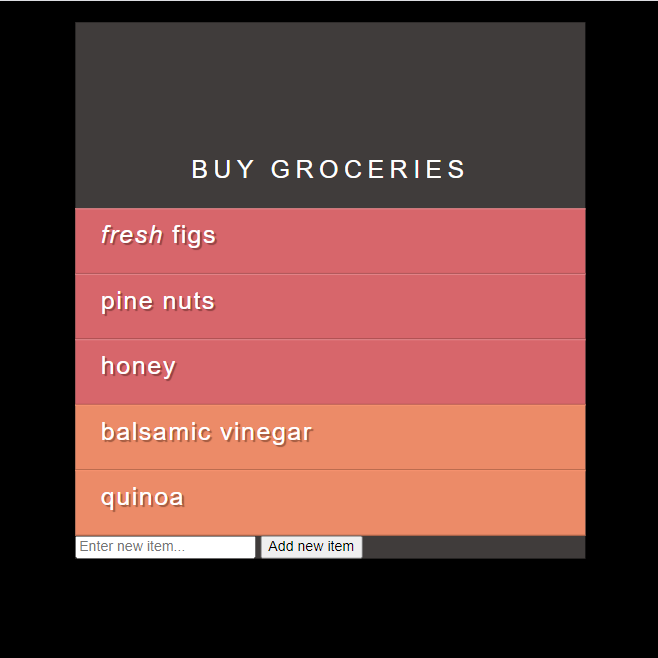 BUY GROCERIES
fresh figs
pine nuts
honey
balsamic vinegar
quinoa
Enter new item... Add new item